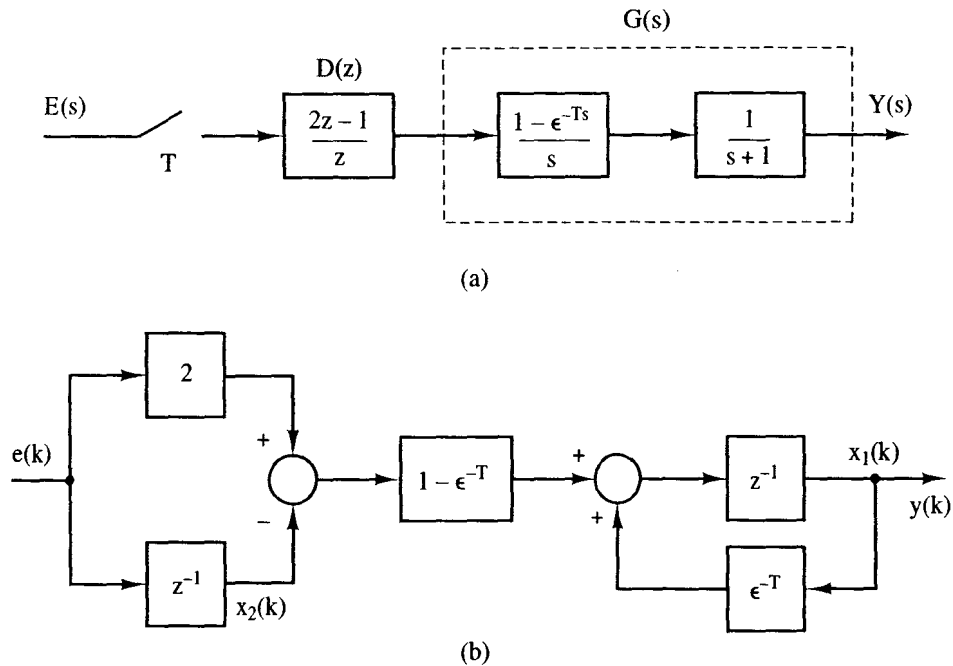 G(s)
D(z)
E(s)
2z − 1
z
1 − ϵ^{−Ts}
s
1
s + 1
Y(s)
T
(a)
2
e(k)
+
−
1 − ϵ^{−T}
+
+
z^{−1}
x₁(k)
y(k)
z^{−1}
x₂(k)
ϵ^{−T}
(b)